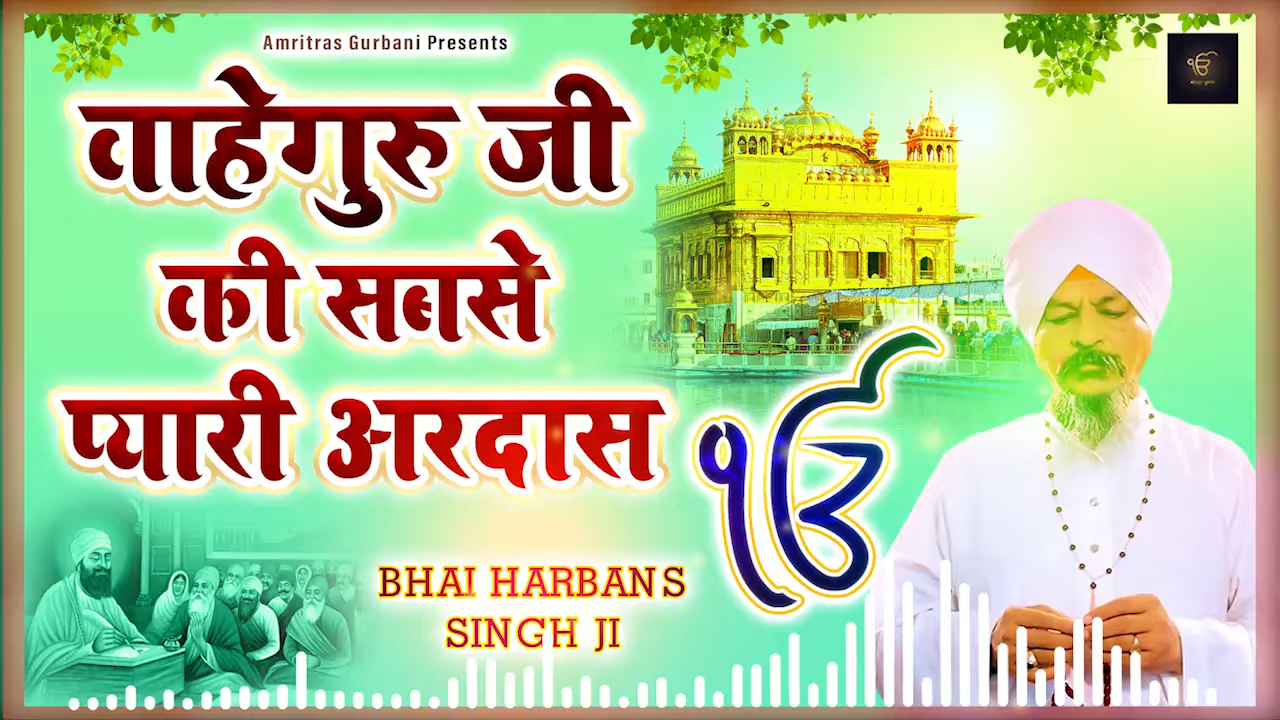 Amritras Gurbani Presents
वाहेगुरु जी
की सबसे
प्यारी अरदास
ੴ
ੴ
BHAI HARBANS
SINGH JI